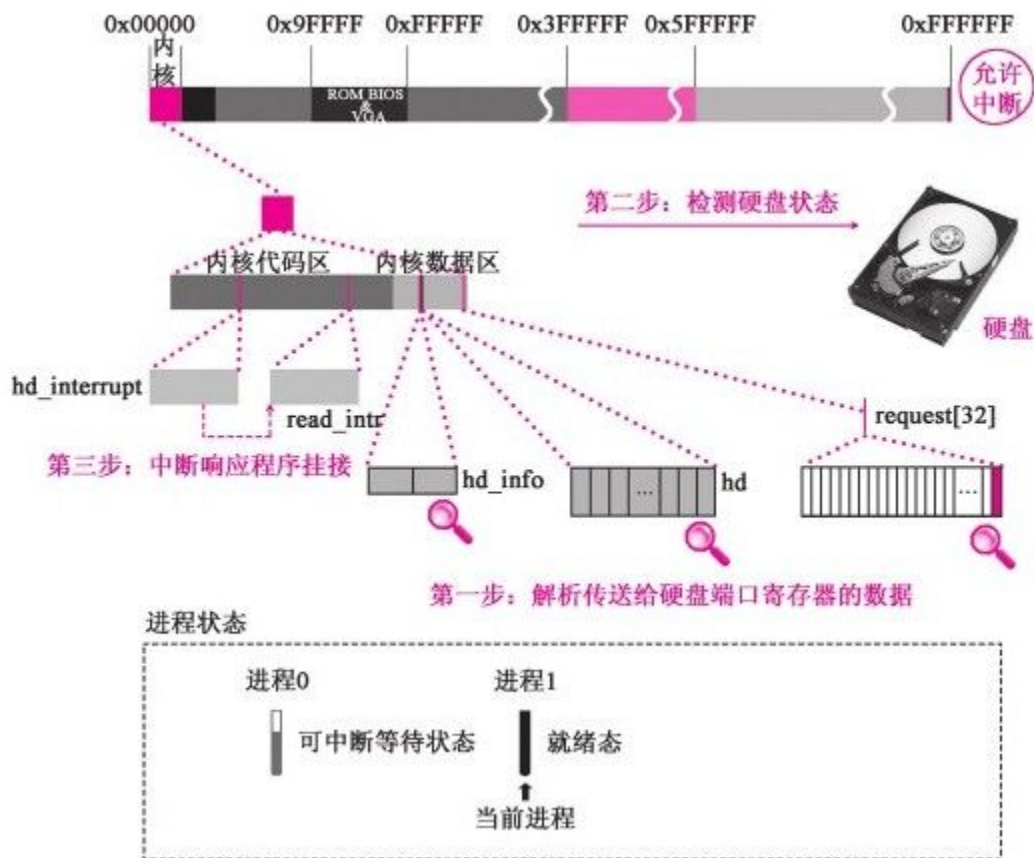 0x00000 0x9FFFF 0xFFFFF 0x3FFFFF 0x5FFFFF 0xFFFFFF
内核
ROM BIOS
&
VGA
允许
中断
第二步：检测硬盘状态
硬盘
内核代码区 内核数据区
hd_interrupt
read_intr
request[32]
第三步：中断响应程序挂接
hd_info
... hd
...
第一步：解析传送给硬盘端口寄存器的数据
进程状态
进程0 进程1
可中断等待状态 就绪态
当前进程